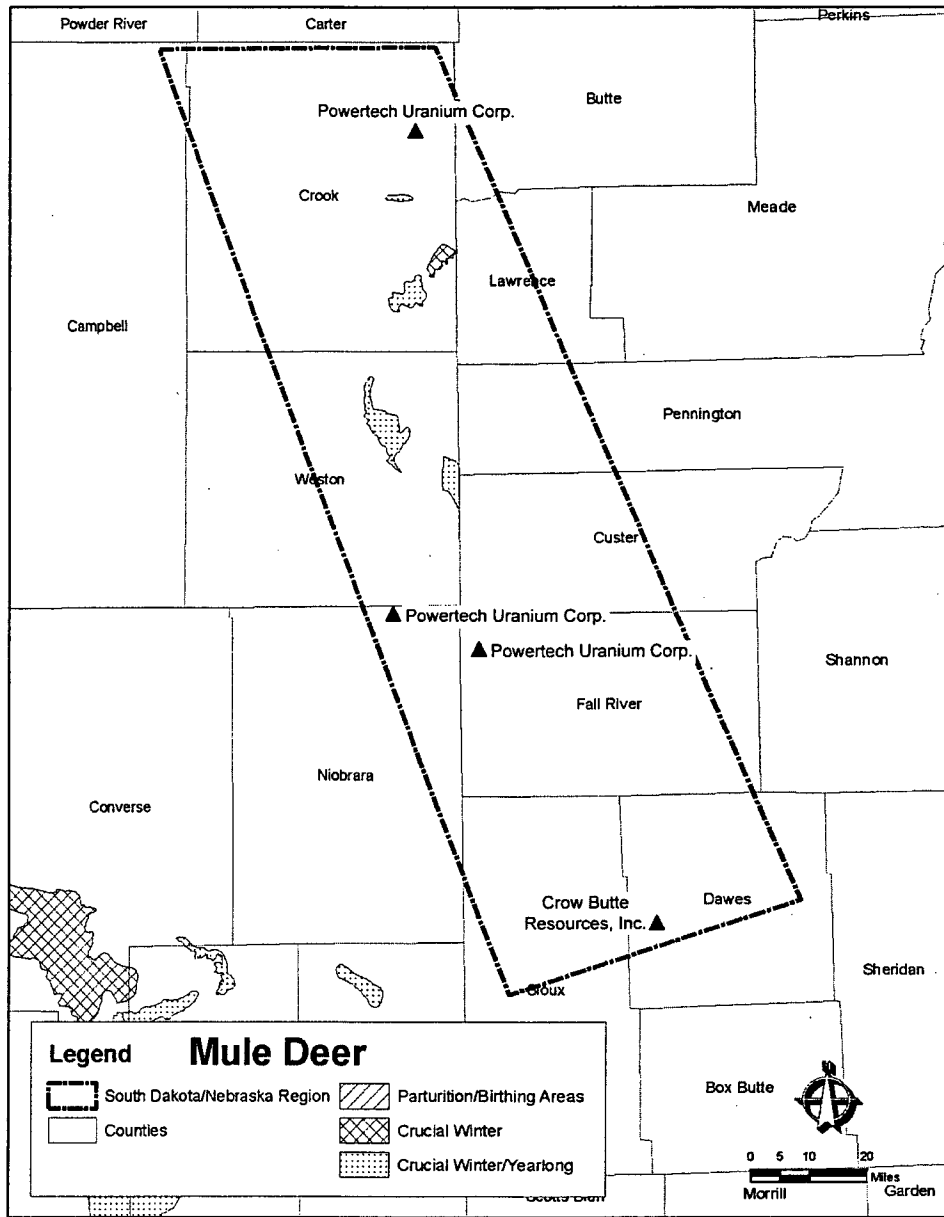 Powder River
Carter
Perkins
Butte
Powertech Uranium Corp.
Crook
Meade
Lawrence
Campbell
Pennington
Weston
Custer
Powertech Uranium Corp.
Powertech Uranium Corp.
Shannon
Fall River
Niobrara
Converse
Crow Butte
Resources, Inc.
Dawes
Sheridan
Sioux
Box Butte
Legend
Mule Deer
South Dakota/Nebraska Region
Counties
Parturition/Birthing Areas
Crucial Winter
Crucial Winter/Yearlong
N
0 5 10 20
Miles
Scotts Bluff
Morrill
Garden